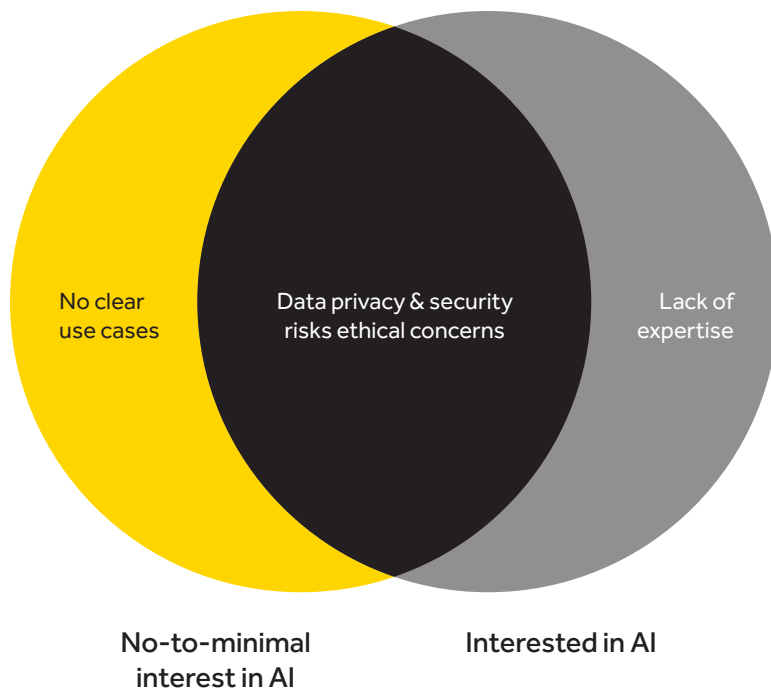 No clear
use cases
Data privacy & security
risks ethical concerns
Lack of
expertise
No-to-minimal
interest in AI
Interested in AI